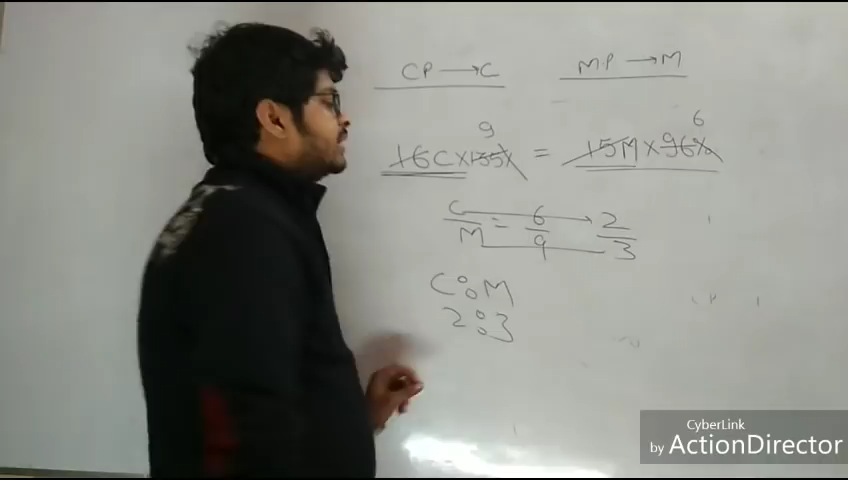 CP → C MP → M
9 6
16C × 135% = 15M × 96%
C/M = 6/9 2/3
C : M
2 : 3
CyberLink
by ActionDirector